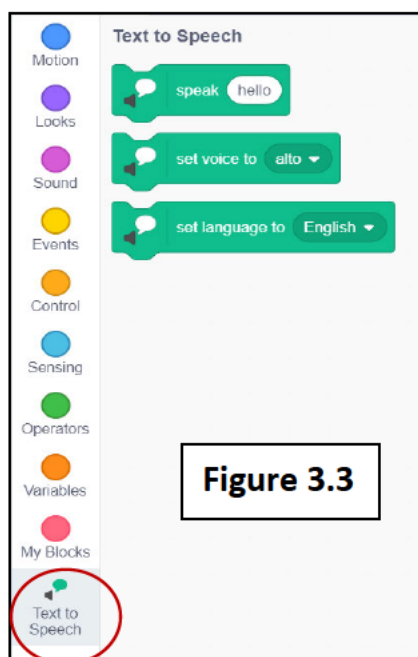 Motion
Looks
Sound
Events
Control
Sensing
Operators
Variables
My Blocks
Text to
Speech
Text to Speech
speak hello
set voice to alto
set language to English
Figure 3.3